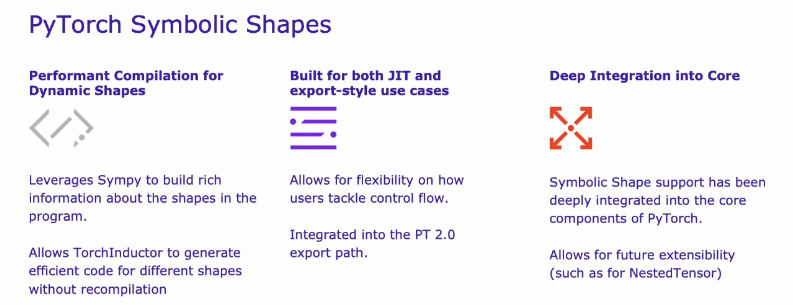 PyTorch Symbolic Shapes
Performant Compilation for
Dynamic Shapes
Leverages Sympy to build rich
information about the shapes in the
program.
Allows TorchInductor to generate
efficient code for different shapes
without recompilation
Built for both JIT and
export-style use cases
Allows for flexibility on how
users tackle control flow.
Integrated into the PT 2.0
export path.
Deep Integration into Core
Symbolic Shape support has been
deeply integrated into the core
components of PyTorch.
Allows for future extensibility
(such as for NestedTensor)